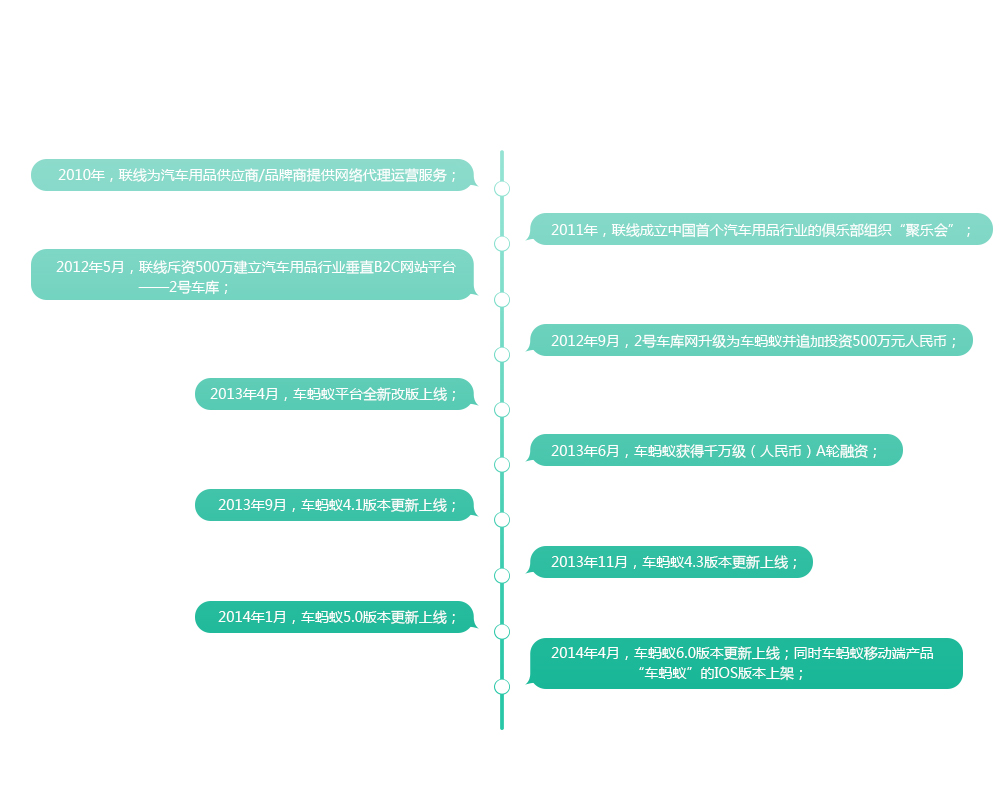 2010年，联线为汽车用品供应商/品牌商提供网络代理运营服务；
2011年，联线成立中国首个汽车用品行业的俱乐部组织“聚乐会”；
2012年5月，联线斥资500万建立汽车用品行业垂直B2C网站平台
——2号车库；
2012年9月，2号车库网升级为车蚂蚁并追加投资500万元人民币；
2013年4月，车蚂蚁平台全新改版上线；
2013年6月，车蚂蚁获得千万级（人民币）A轮融资；
2013年9月，车蚂蚁4.1版本更新上线；
2013年11月，车蚂蚁4.3版本更新上线；
2014年1月，车蚂蚁5.0版本更新上线；
2014年4月，车蚂蚁6.0版本更新上线；同时车蚂蚁移动端产品
“车蚂蚁”的IOS版本上架；